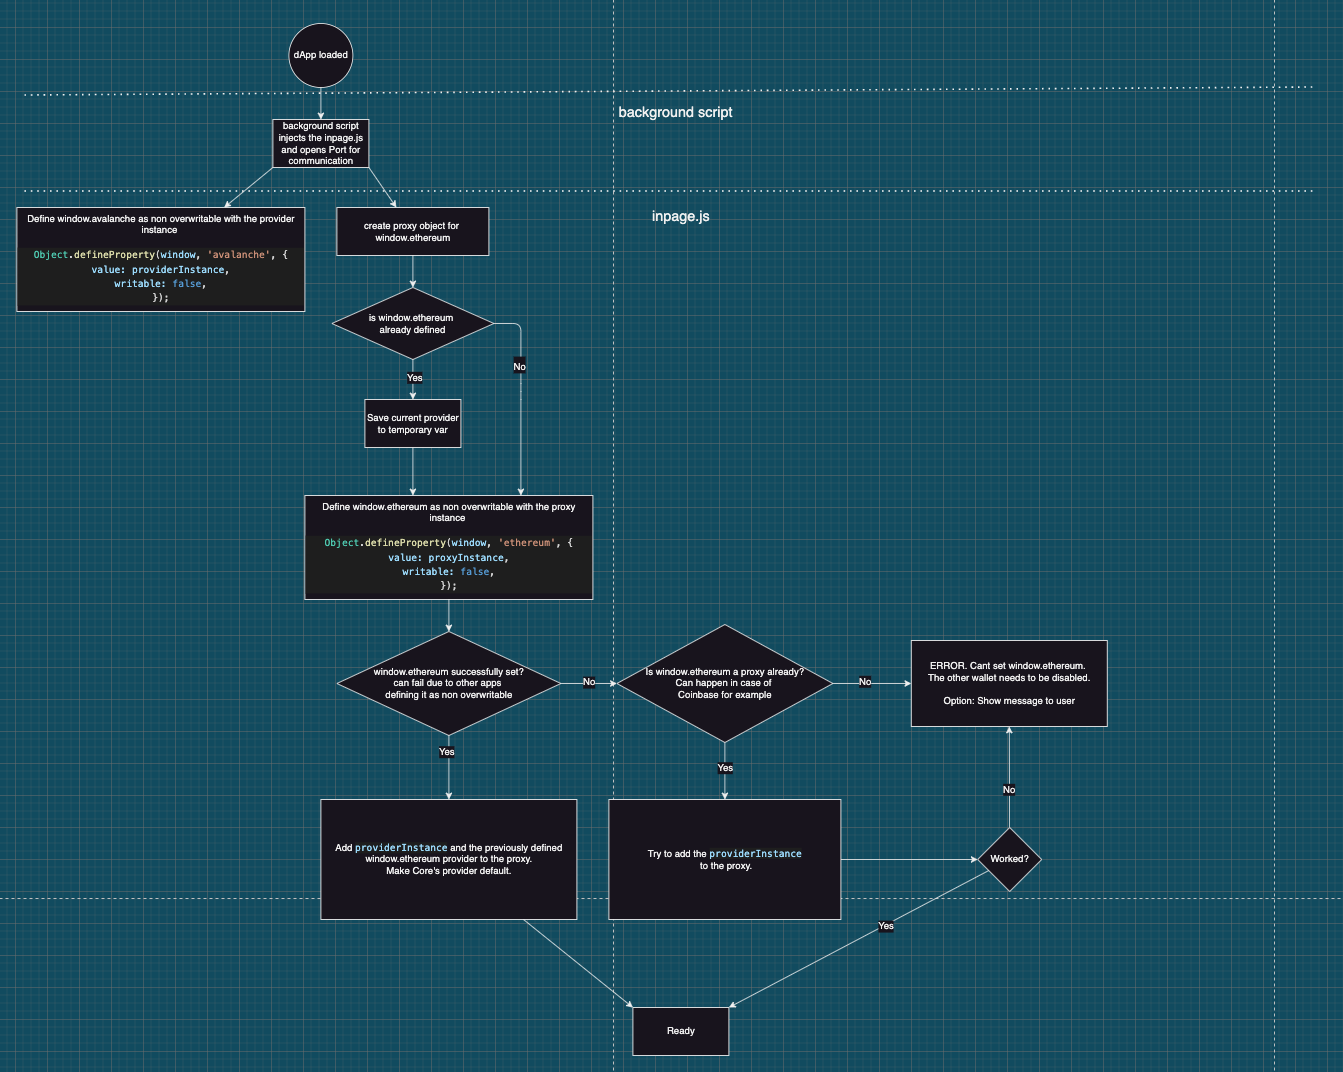 dApp loaded
background script
background script
injects the inpage.js
and opens Port for
communication
inpage.js
Define window.avalanche as non overwritable with the provider
instance
Object.defineProperty(window, 'avalanche', {
value: providerInstance,
writable: false,
});
create proxy object for
window.ethereum
is window.ethereum
already defined
No
Yes
Save current provider
to temporary var
Define window.ethereum as non overwritable with the proxy
instance
Object.defineProperty(window, 'ethereum', {
value: proxyInstance,
writable: false,
});
window.ethereum successfully set?
can fail due to other apps
defining it as non overwritable
No
Is window.ethereum a proxy already?
Can happen in case of
Coinbase for example
No
ERROR. Cant set window.ethereum.
The other wallet needs to be disabled.
Option: Show message to user
Yes
Yes
No
Add providerInstance and the previously defined
window.ethereum provider to the proxy.
Make Core's provider default.
Try to add the providerInstance
to the proxy.
Worked?
Yes
Ready